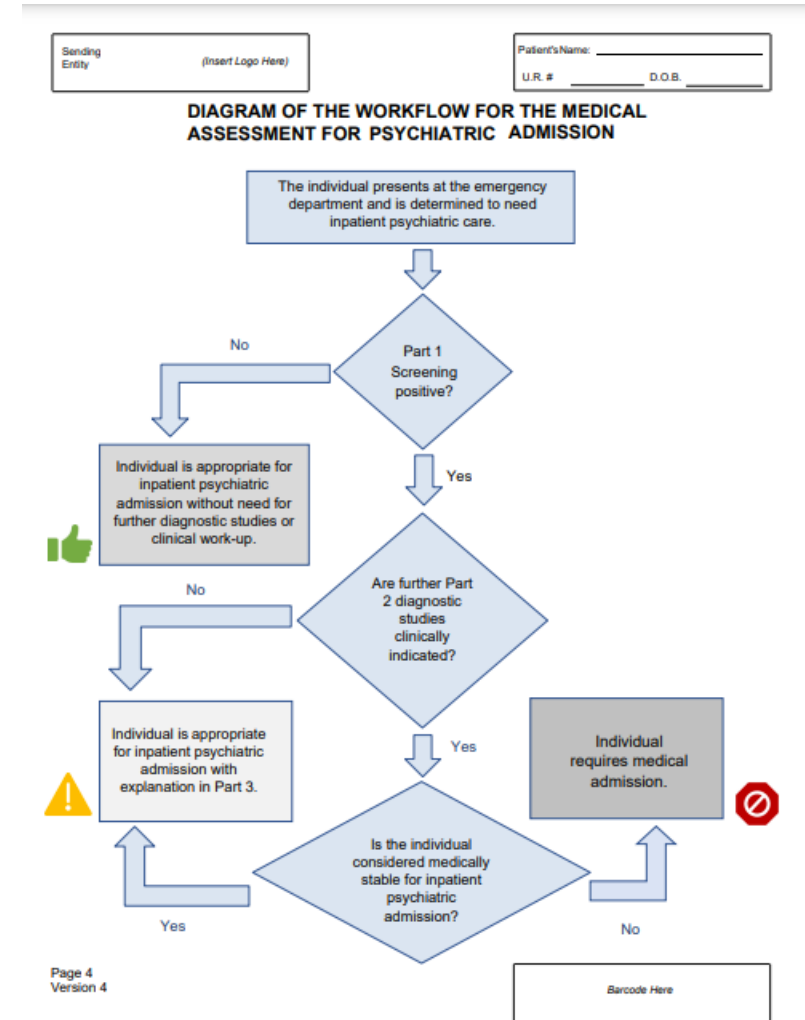 Sending
Entity
(Insert Logo Here)
Patient'sName:
U.R. # D.O.B.
DIAGRAM OF THE WORKFLOW FOR THE MEDICAL
ASSESSMENT FOR PSYCHIATRIC ADMISSION
The individual presents at the emergency
department and is determined to need
inpatient psychiatric care.
No
Part 1
Screening
positive?
Individual is appropriate for
inpatient psychiatric
admission without need for
further diagnostic studies or
clinical work-up.
Yes
No
Are further Part
2 diagnostic
studies
clinically
indicated?
Individual is appropriate
for inpatient psychiatric
admission with
explanation in Part 3.
Yes
Individual
requires medical
admission.
Is the individual
considered medically
stable for inpatient
psychiatric
admission?
Yes
No
Page 4
Version 4
Barcode Here